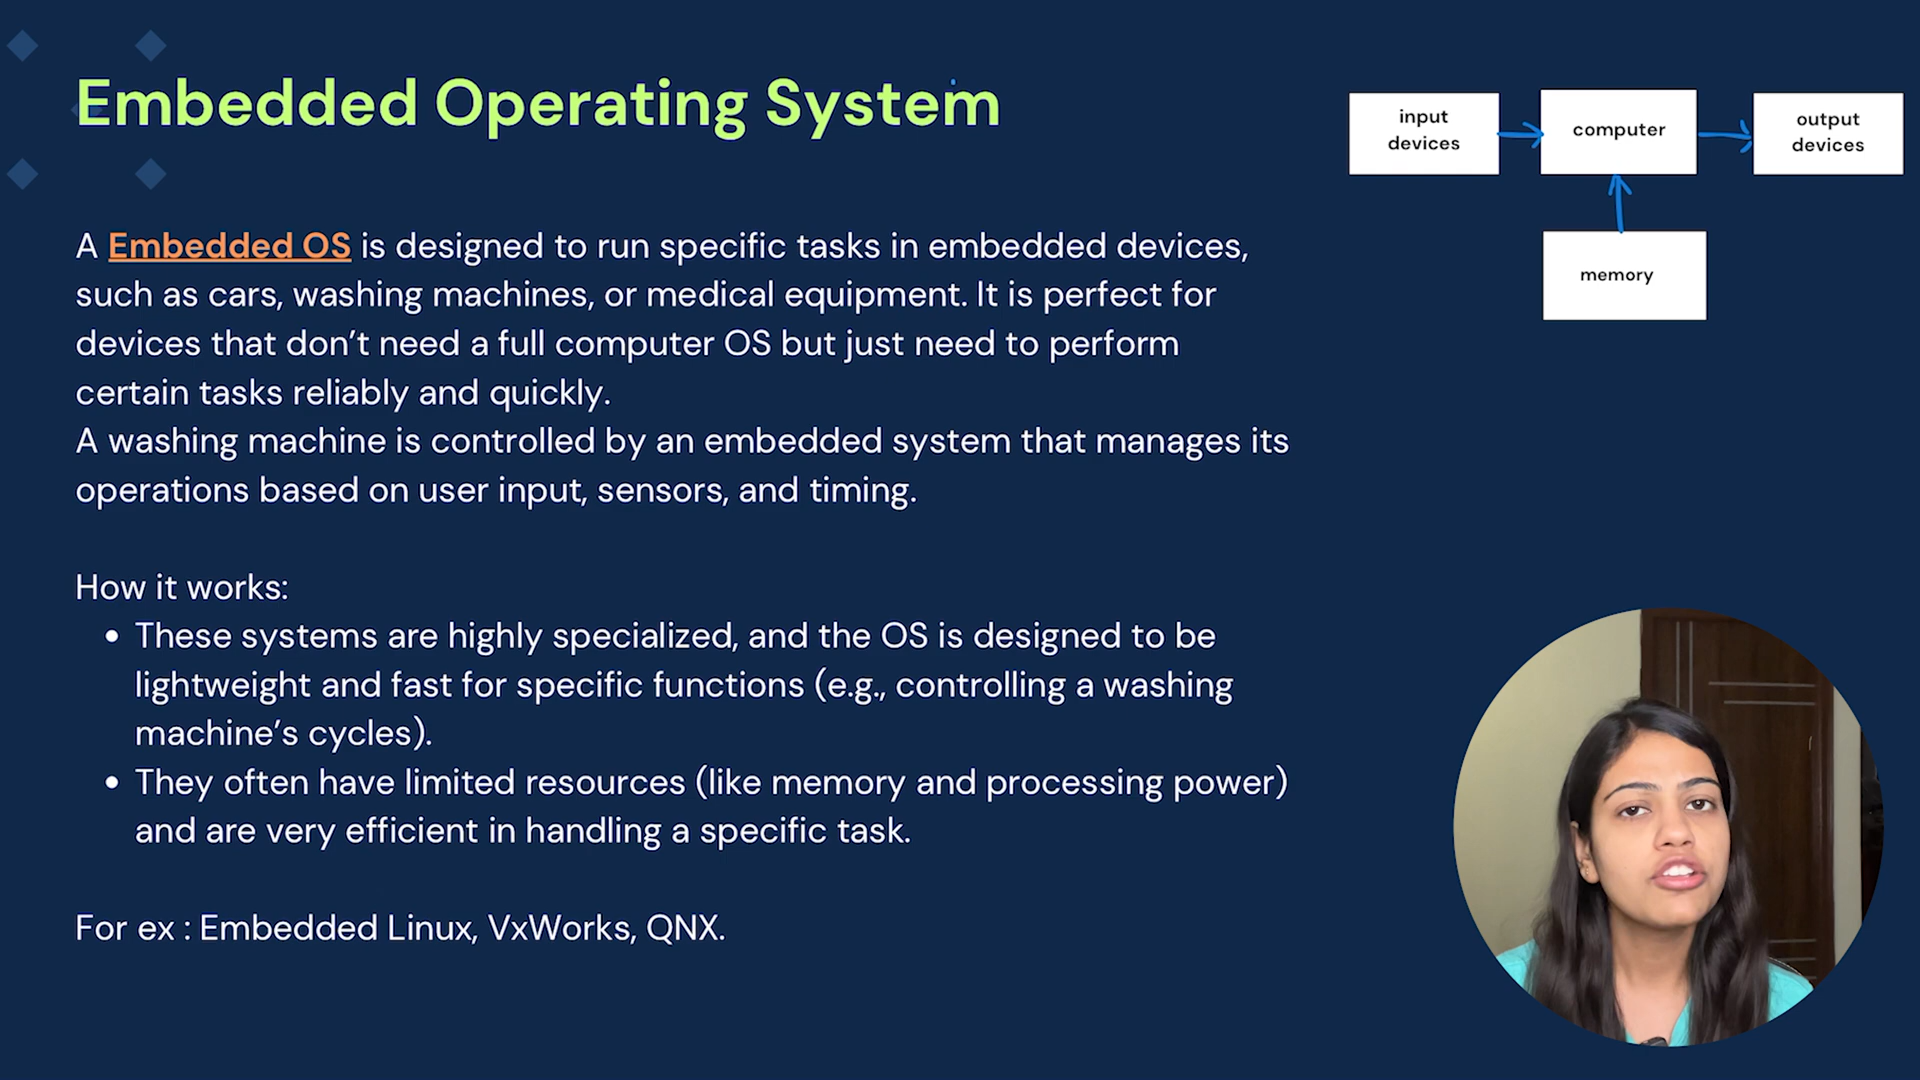 Embedded Operating System
input
devices
computer
output
devices
memory
A Embedded OS is designed to run specific tasks in embedded devices,
such as cars, washing machines, or medical equipment. It is perfect for
devices that don’t need a full computer OS but just need to perform
certain tasks reliably and quickly.
A washing machine is controlled by an embedded system that manages its
operations based on user input, sensors, and timing.
How it works:
• These systems are highly specialized, and the OS is designed to be
lightweight and fast for specific functions (e.g., controlling a washing
machine’s cycles).
• They often have limited resources (like memory and processing power)
and are very efficient in handling a specific task.
For ex : Embedded Linux, VxWorks, QNX.